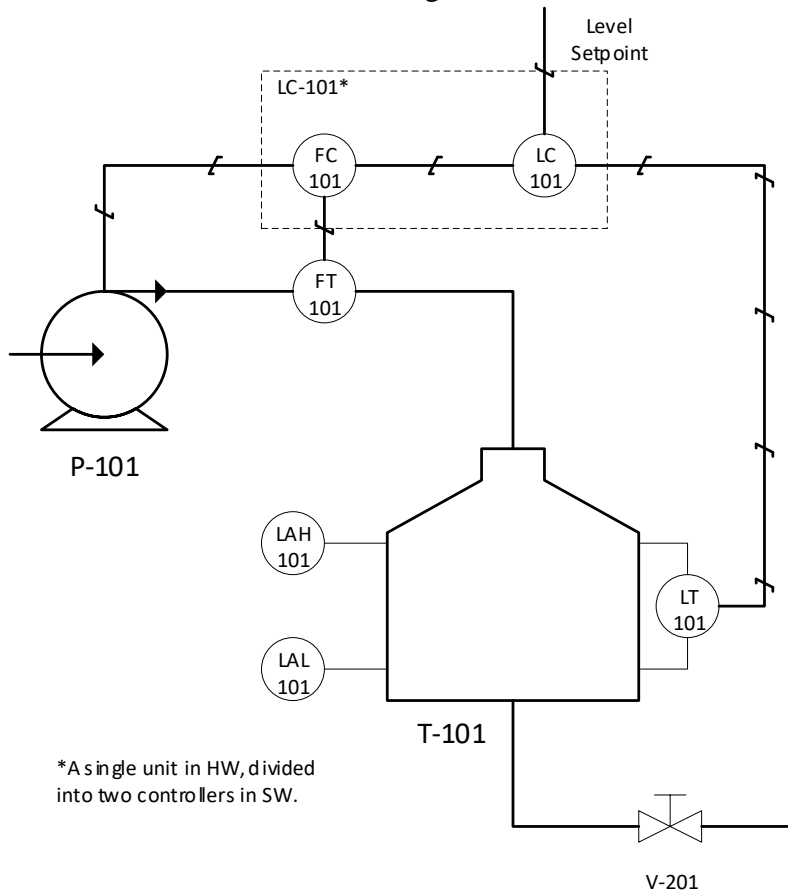 Level
Setpoint
LC-101*
FC
101
LC
101
FT
101
P-101
LAH
101
LT
101
LAL
101
T-101
*A single unit in HW, divided
into two controllers in SW.
V-201